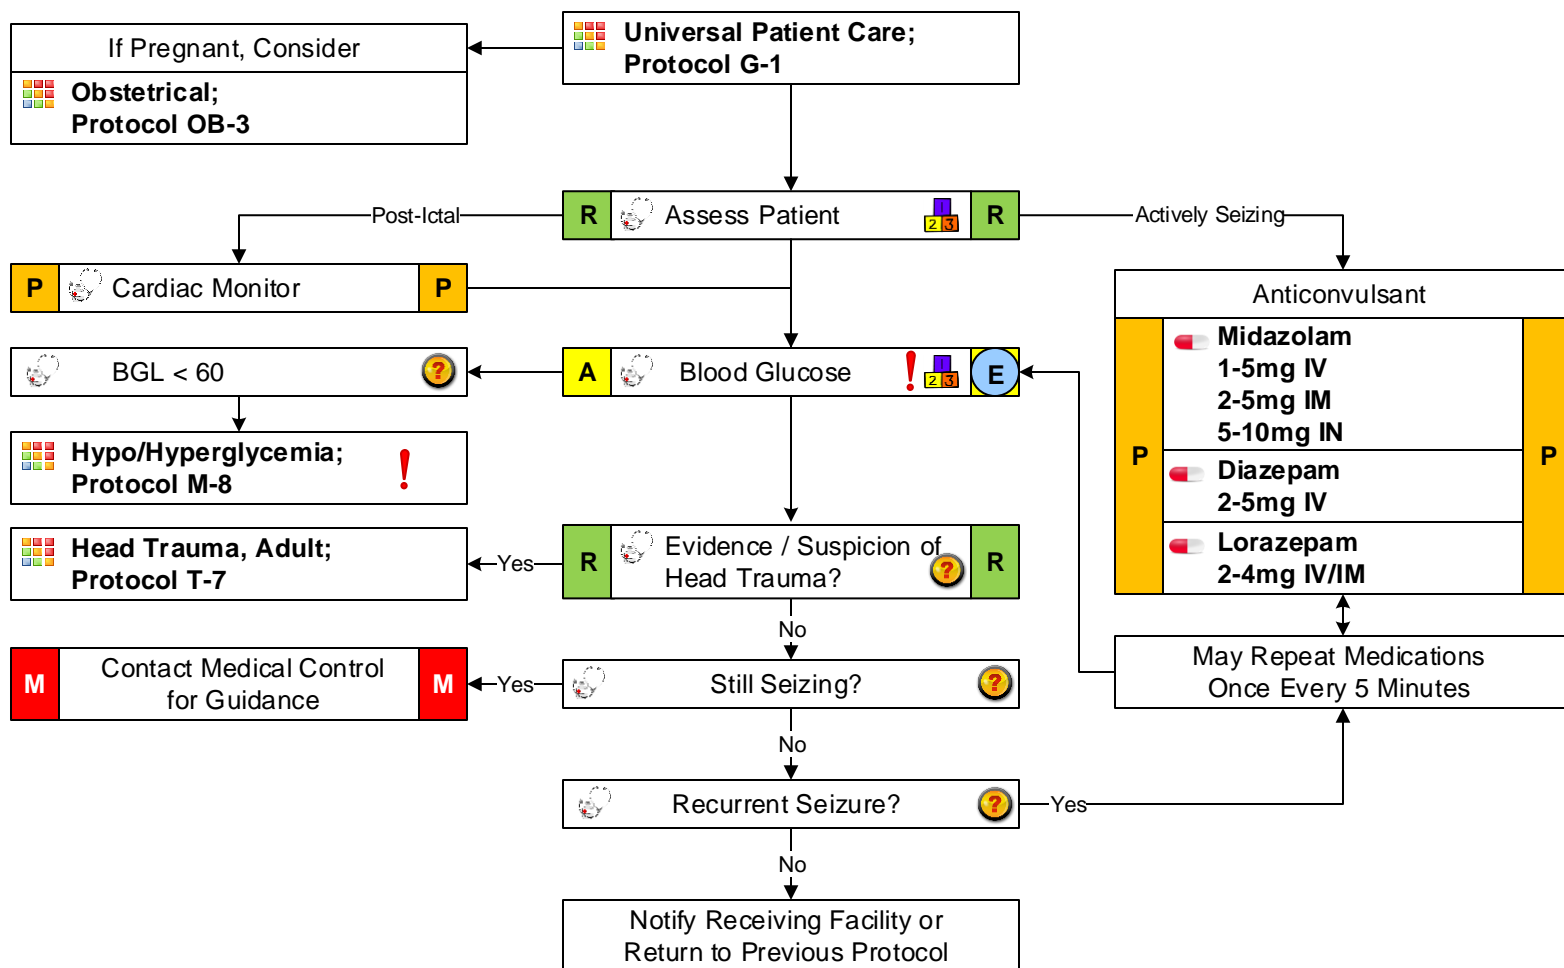 If Pregnant, Consider
Obstetrical;
Protocol OB-3
Universal Patient Care;
Protocol G-1
Post-Ictal
R
Assess Patient
1
2 3
R
Actively Seizing
P
Cardiac Monitor
P
Anticonvulsant
P
Midazolam
1-5mg IV
2-5mg IM
5-10mg IN
Diazepam
2-5mg IV
Lorazepam
2-4mg IV/IM
P
BGL < 60
?
A
Blood Glucose
!
1
2 3
E
Hypo/Hyperglycemia;
Protocol M-8
!
Head Trauma, Adult;
Protocol T-7
Yes
R
Evidence / Suspicion of
Head Trauma?
?
R
No
M
Contact Medical Control
for Guidance
M
Yes
Still Seizing?
?
May Repeat Medications
Once Every 5 Minutes
No
Recurrent Seizure?
?
Yes
No
Notify Receiving Facility or
Return to Previous Protocol